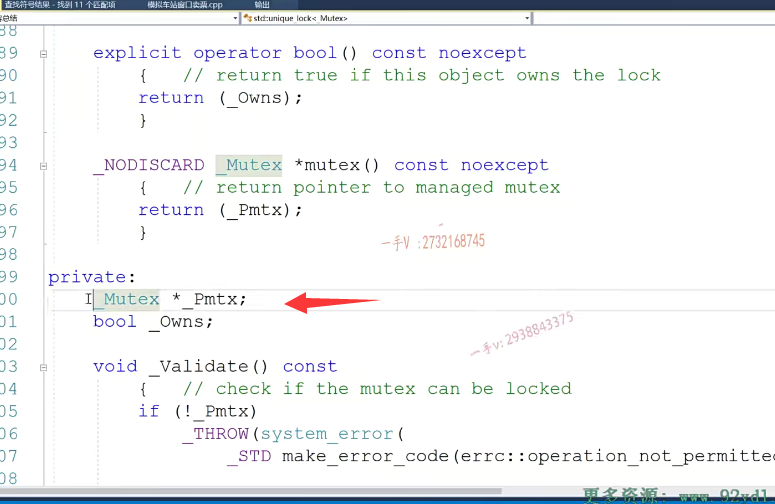 查找符号结果 - 找到 11 个匹配项 模拟车站窗口卖票.cpp 输出
总结 std::unique_lock<_Mutex>
88
89 explicit operator bool() const noexcept
90 { // return true if this object owns the lock
91 return (_Owns);
92 }
93
94 _NODISCARD _Mutex *mutex() const noexcept
95 { // return pointer to managed mutex
96 return (_Pmtx);
97 }
一手V :2732168745
98
99 private:
00 _Mutex *_Pmtx;
01 bool _Owns;
02
一手v: 2938843375
03 void _Validate() const
04 { // check if the mutex can be locked
05 if (!_Pmtx)
06 _THROW(system_error(
07 _STD make_error_code(errc::operation_not_permitted
08
更多资源: www.92xdl